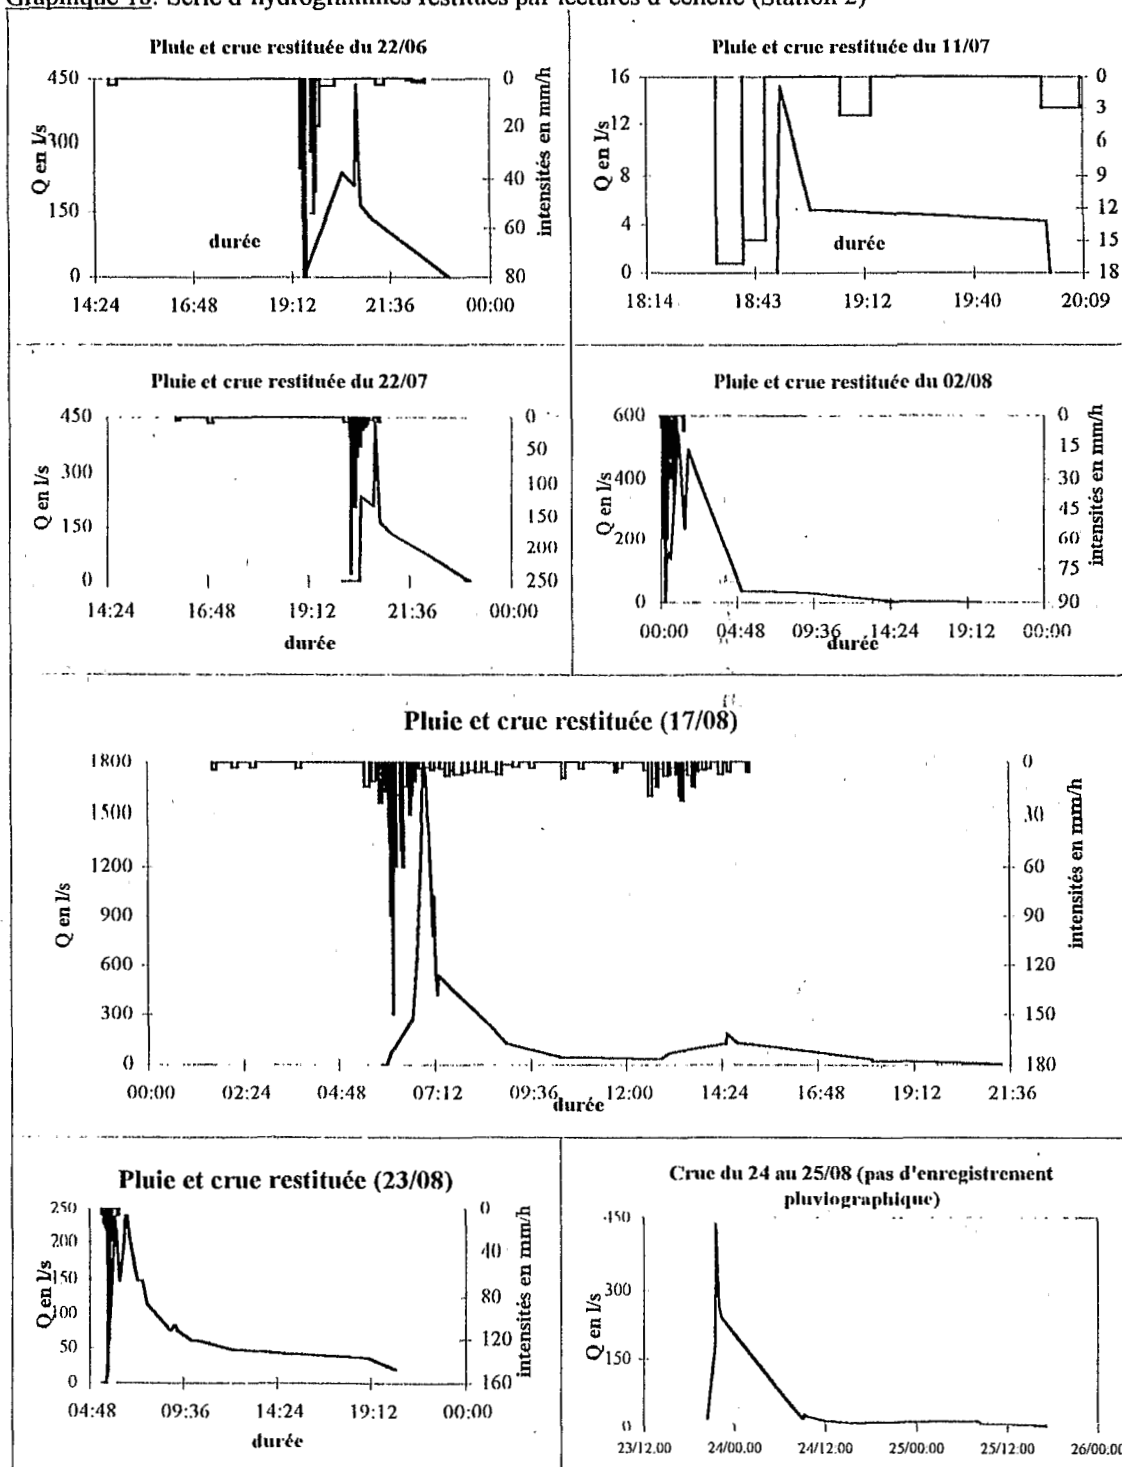 Graphique 18: Série d'hydrogrammes restitués par lectures d'échelle (Station 2)
Pluie et crue restituée du 22/06
450
300
150
0
Q en l/s
0
20
40
60
80
intensités en mm/h
durée
14:24 16:48 19:12 21:36 00:00
Pluie et crue restituée du 11/07
16
12
8
4
0
Q en l/s
0
3
6
9
12
15
18
durée
18:14 18:43 19:12 19:40 20:09
Pluie et crue restituée du 22/07
450
300
150
0
Q en l/s
0
50
100
150
200
250
14:24 16:48 19:12 21:36 00:00
durée
Pluie et crue restituée du 02/08
600
400
200
0
Q en l/s
0
15
30
45
60
75
90
intensités en mm/h
00:00 04:48 09:36 14:24 19:12 00:00
durée
Pluie et crue restituée (17/08)
1800
1500
1200
900
600
300
0
Q en l/s
0
30
60
90
120
150
180
intensités en mm/h
00:00 02:24 04:48 07:12 09:36 12:00 14:24 16:48 19:12 21:36
durée
Pluie et crue restituée (23/08)
250
200
150
100
50
0
Q en l/s
0
40
80
120
160
intensités en mm/h
04:48 09:36 14:24 19:12 00:00
durée
Crue du 24 au 25/08 (pas d'enregistrement
pluviographique)
450
300
150
0
Q en l/s
23/12:00 24/00:00 24/12:00 25/00:00 25/12:00 26/00:00